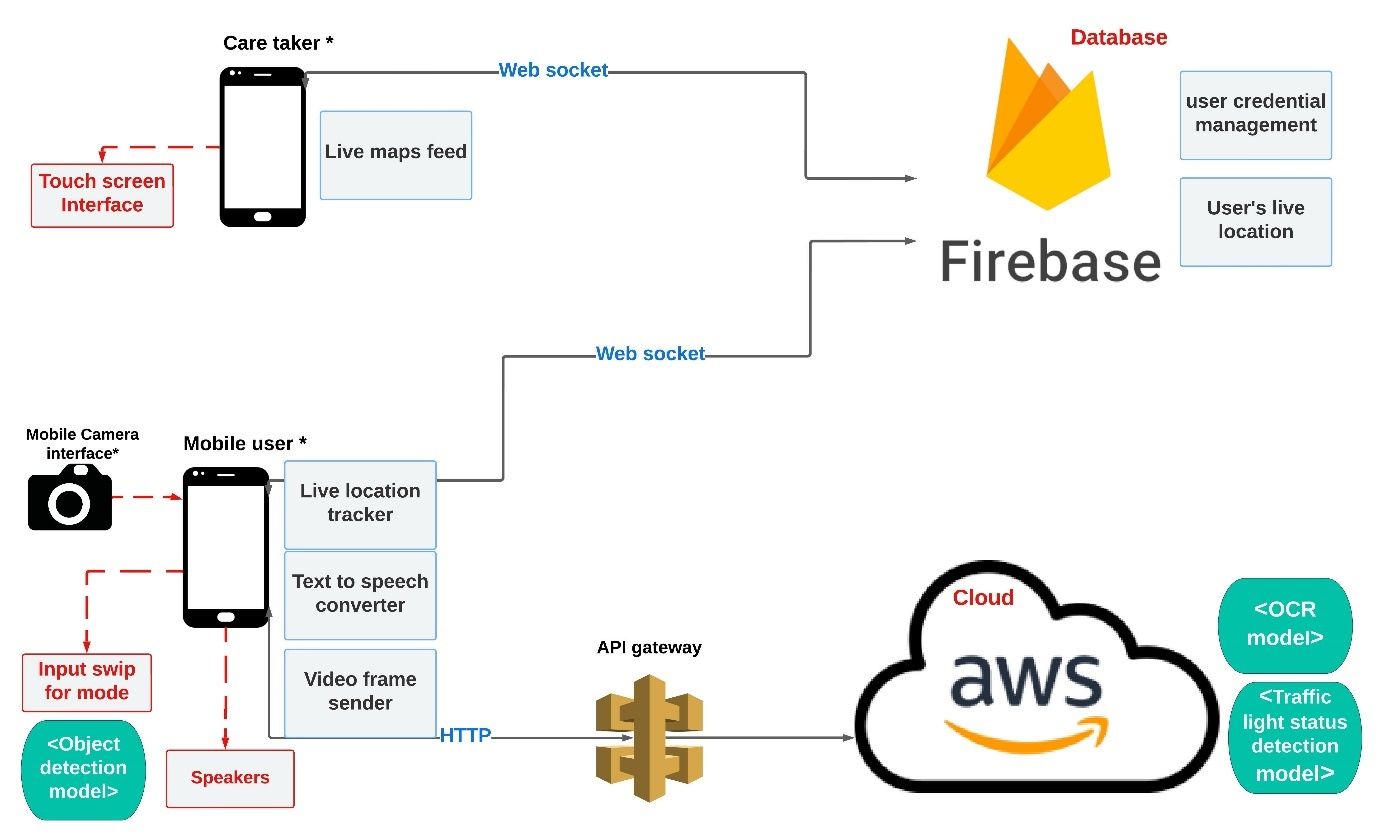 Care taker *
Web socket
Database
user credential
management
Live maps feed
Touch screen
Interface
User's live
location
Firebase
Web socket
Mobile Camera
interface*
Mobile user *
Live location
tracker
Text to speech
converter
Video frame
sender
Input swip
for mode
<Object
detection
model>
Speakers
HTTP
API gateway
Cloud
aws
<OCR
model>
<Traffic
light status
detection
model>